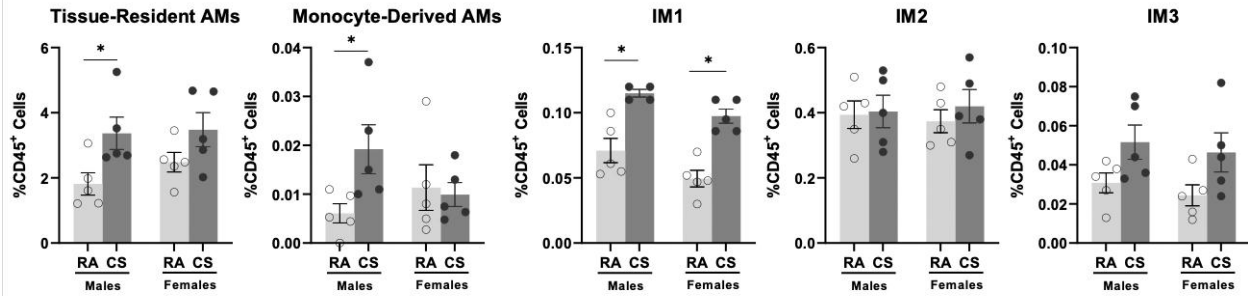 Tissue-Resident AMs
%CD45⁺ Cells
6
4
2
0
*
RA CS RA CS
Males Females
Monocyte-Derived AMs
%CD45⁺ Cells
0.04
0.03
0.02
0.01
0.00
*
RA CS RA CS
Males Females
IM1
%CD45⁺ Cells
0.15
0.10
0.05
0.00
* *
RA CS RA CS
Males Females
IM2
%CD45⁺ Cells
0.8
0.6
0.4
0.2
0.0
RA CS RA CS
Males Females
IM3
%CD45⁺ Cells
0.10
0.08
0.06
0.04
0.02
0.00
RA CS RA CS
Males Females